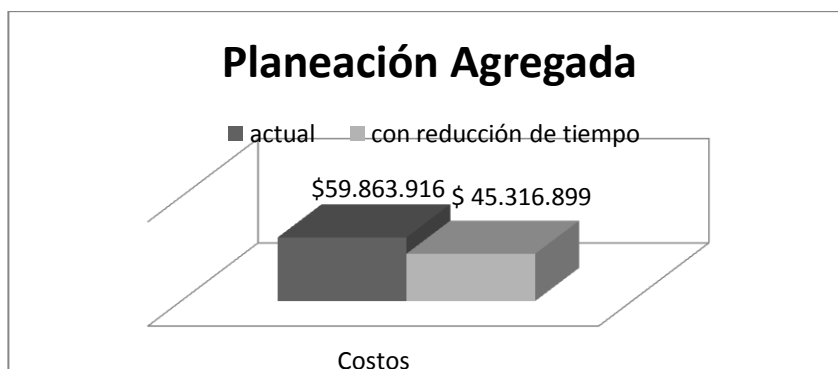 Planeación Agregada
actual con reducción de tiempo
$59.863.916 $ 45.316.899
Costos